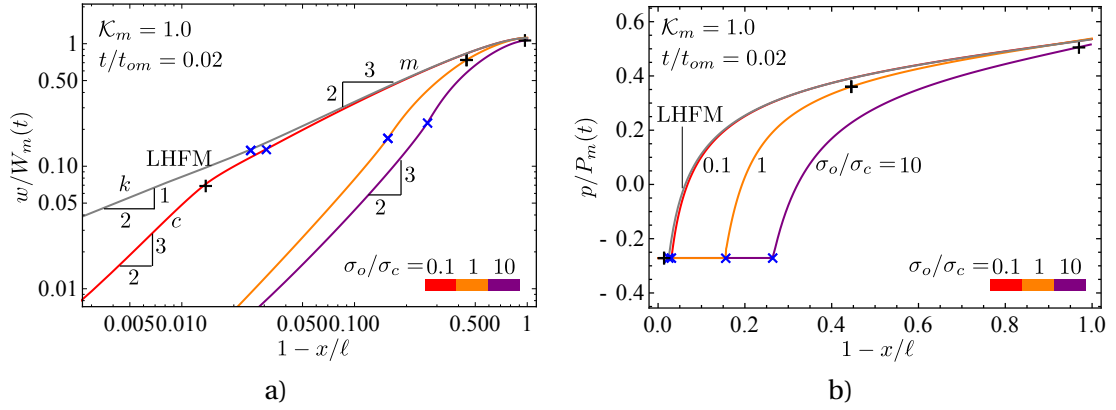 𝒦m = 1.0
t/tom = 0.02
3
2
m
LHFM
k
1
2
c
3
2
3
2
σo/σc = 0.1 1 10
1
0.50
0.10
0.05
0.01
w/Wm(t)
0.005 0.010 0.050 0.100 0.500 1
1 − x/ℓ
a)
𝒦m = 1.0
t/tom = 0.02
LHFM
0.1
1
σo/σc = 10
σo/σc = 0.1 1 10
0.6
0.4
0.2
0.0
- 0.2
- 0.4
p/Pm(t)
0.0 0.2 0.4 0.6 0.8 1.0
1 − x/ℓ
b)